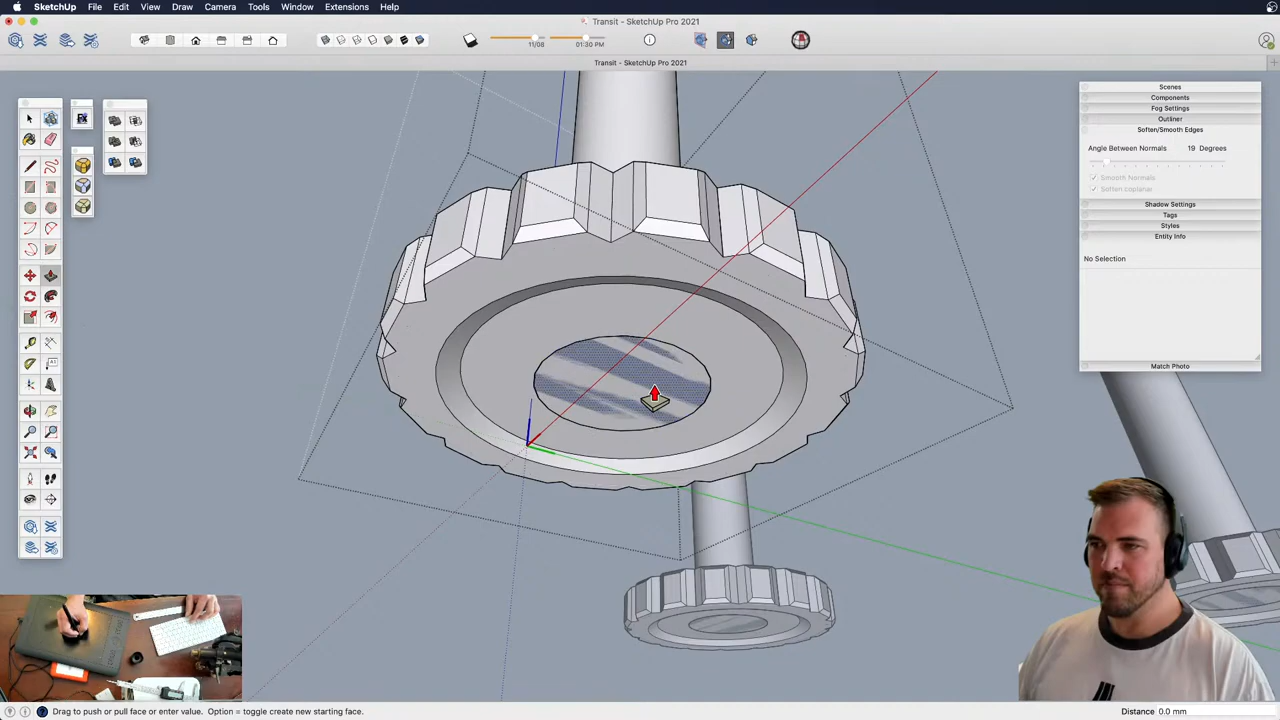 SketchUp File Edit View Draw Camera Tools Window Extensions Help
Transit - SketchUp Pro 2021
11/08 01:30 PM
Transit - SketchUp Pro 2021
Scenes
Components
Fog Settings
Outliner
Soften/Smooth Edges
Angle Between Normals 19 Degrees
Smooth Normals
Soften coplanar
Shadow Settings
Tags
Styles
Entity Info
No Selection
Match Photo
Drag to push or pull face or enter value. Option = toggle create new starting face.
Distance 0.0 mm